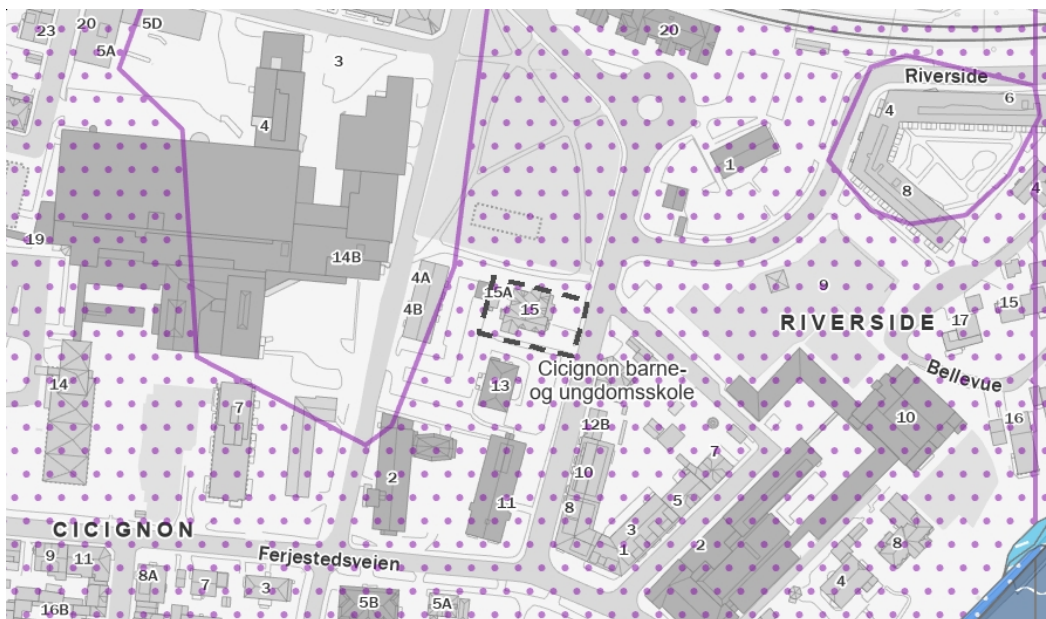 23
20
5D
5A
3
4
20
Riverside
6
4
1
8
4
19
14B
4A
4B
15A
15
9
RIVERSIDE
15
17
Bellevue
14
7
13
Cicignon barne-
og ungdomsskole
12B
10
16
10
7
2
11
8
5
3
1
2
8
CICIGNON
Ferjestedsveien
9
11
8A
7
3
5B
5A
4
16B